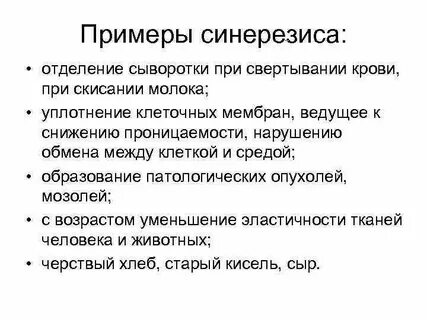 Примеры синерезиса:
• отделение сыворотки при свертывании крови,
при скисании молока;
• уплотнение клеточных мембран, ведущее к
снижению проницаемости, нарушению
обмена между клеткой и средой;
• образование патологических опухолей,
мозолей;
• с возрастом уменьшение эластичности тканей
человека и животных;
• черствый хлеб, старый кисель, сыр.